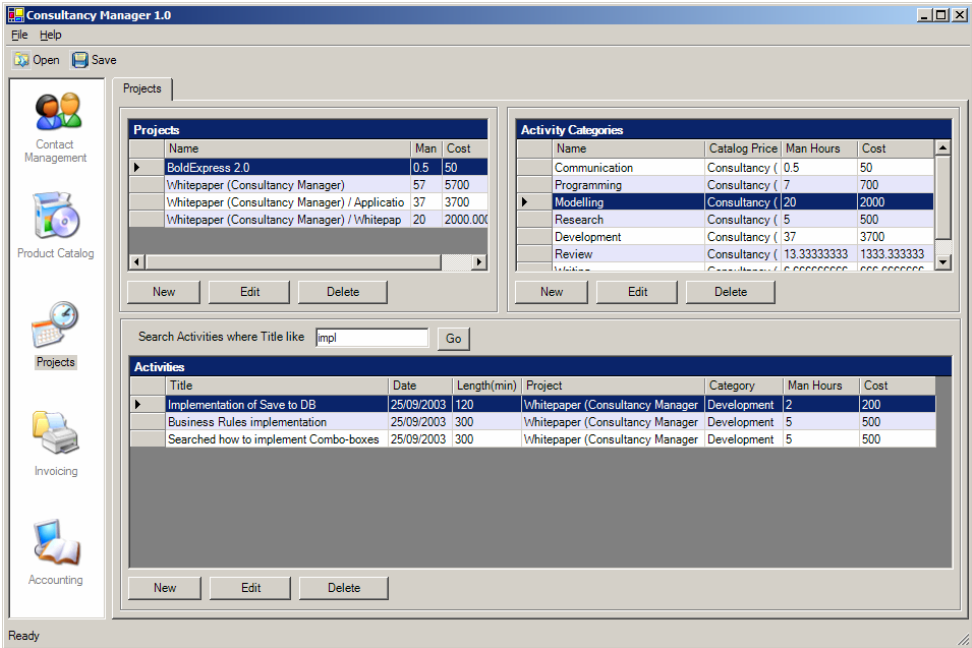 Consultancy Manager 1.0
File Help
Open Save
Contact Management
Product Catalog
Projects
Invoicing
Accounting
Projects
Projects
Name Man Cost
BoldExpress 2.0 0.5 50
Whitepaper (Consultancy Manager) 57 5700
Whitepaper (Consultancy Manager) / Applicatio 37 3700
Whitepaper (Consultancy Manager) / Whitepap 20 2000.000
New Edit Delete
Activity Categories
Name Catalog Price Man Hours Cost
Communication Consultancy ( 0.5 50
Programming Consultancy ( 7 700
Modelling Consultancy ( 20 2000
Research Consultancy ( 5 500
Development Consultancy ( 37 3700
Review Consultancy ( 13.33333333 1333.333333
New Edit Delete
Search Activities where Title like impl Go
Activities
Title Date Length(min) Project Category Man Hours Cost
Implementation of Save to DB 25/09/2003 120 Whitepaper (Consultancy Manager Development 2 200
Business Rules implementation 25/09/2003 300 Whitepaper (Consultancy Manager Development 5 500
Searched how to implement Combo-boxes 25/09/2003 300 Whitepaper (Consultancy Manager Development 5 500
New Edit Delete
Ready